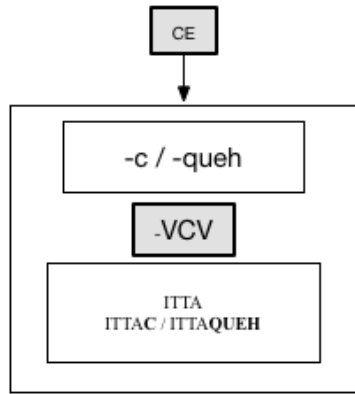 CE
-c / -queh
-VCV
ITTA
ITTAC / ITTAQUEH